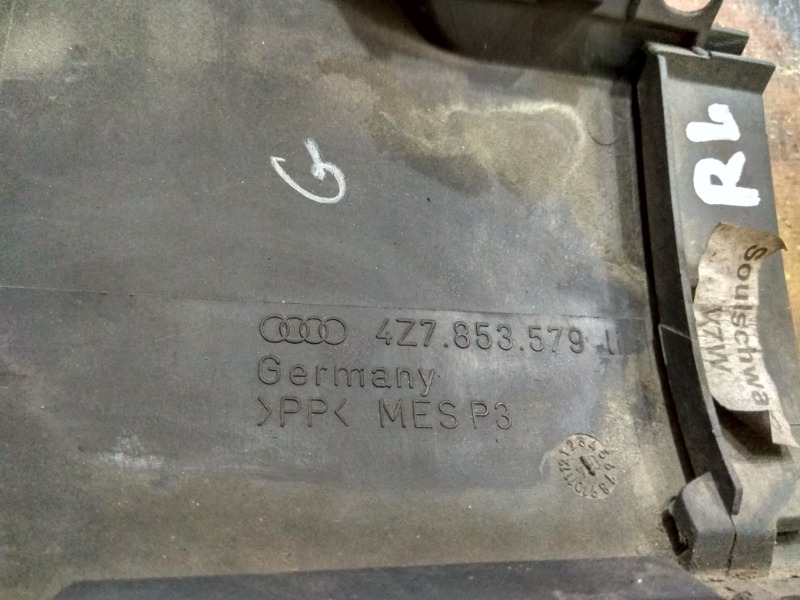 G
RL
4Z7.853.579
Germany
>PP< MES P3